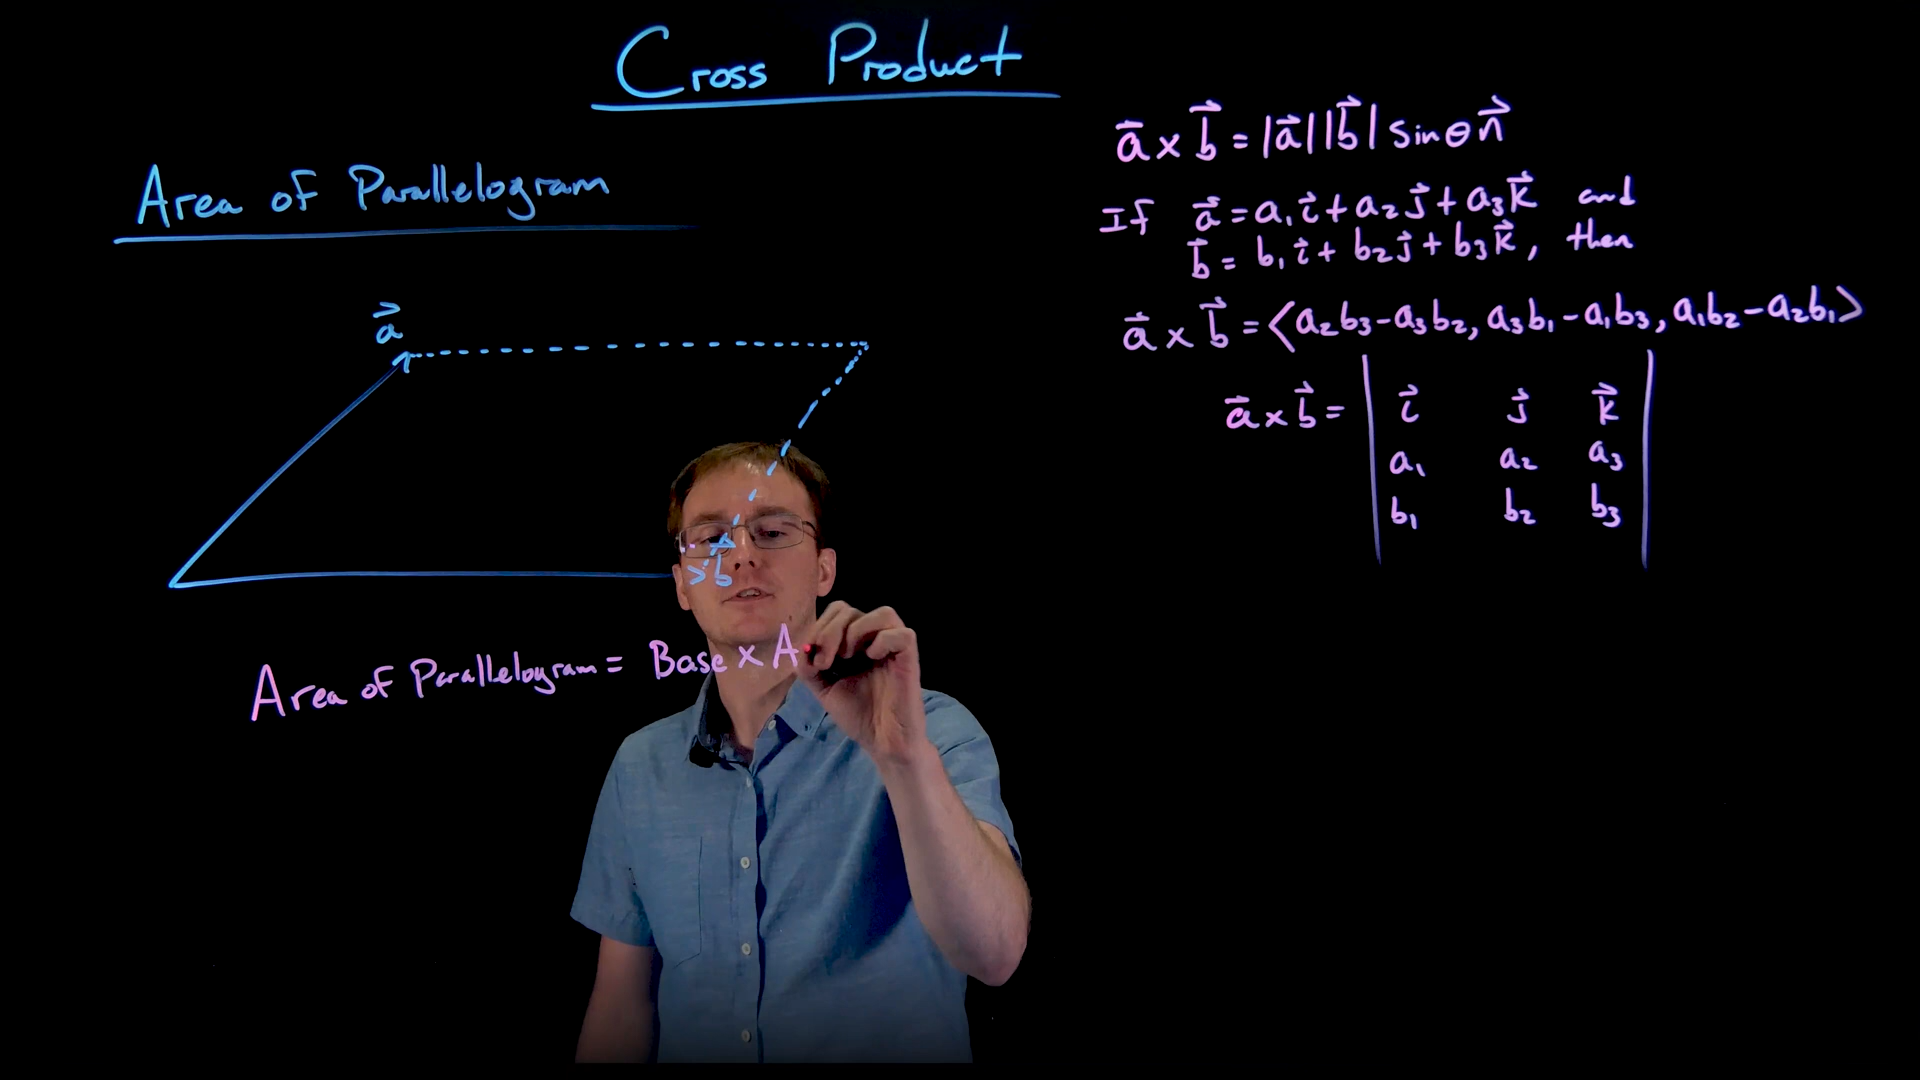 Cross Product
Area of Parallelogram
a⃗
b⃗
Area of Parallelogram = Base × A
a⃗ × b⃗ = |a⃗||b⃗| sin θ n⃗
If a⃗ = a₁i⃗ + a₂j⃗ + a₃k⃗ and
b⃗ = b₁i⃗ + b₂j⃗ + b₃k⃗, then
a⃗ × b⃗ = ⟨a₂b₃ - a₃b₂, a₃b₁ - a₁b₃, a₁b₂ - a₂b₁⟩
a⃗ × b⃗ = | i⃗ j⃗ k⃗ |
a₁ a₂ a₃
b₁ b₂ b₃